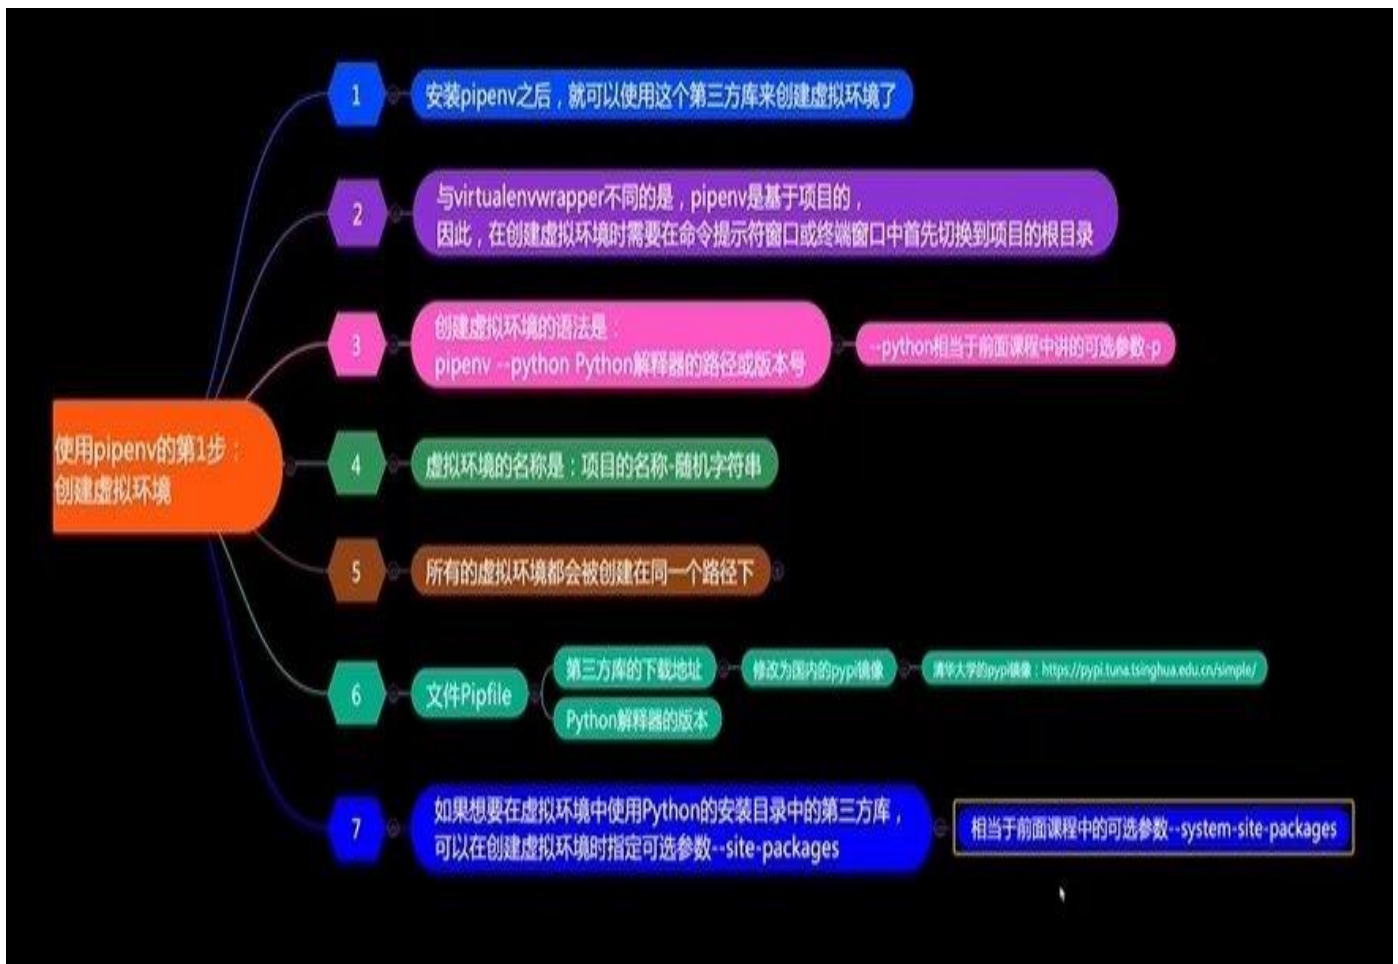 使用pipenv的第1步：
创建虚拟环境
1
安装pipenv之后，就可以使用这个第三方库来创建虚拟环境了
2
与virtualenvwrapper不同的是，pipenv是基于项目的，
因此，在创建虚拟环境时需要在命令提示符窗口或终端窗口中首先切换到项目的根目录
3
创建虚拟环境的语法是：
pipenv --python Python解释器的路径或版本号
--python相当于前面课程中讲的可选参数-p
4
虚拟环境的名称是：项目的名称-随机字符串
5
所有的虚拟环境都会被创建在同一个路径下
6
文件Pipfile
第三方库的下载地址
修改为国内的pypi镜像
清华大学的pypi镜像：https://pypi.tuna.tsinghua.edu.cn/simple/
Python解释器的版本
7
如果想要在虚拟环境中使用Python的安装目录中的第三方库，
可以在创建虚拟环境时指定可选参数--site-packages
相当于前面课程中的可选参数--system-site-packages